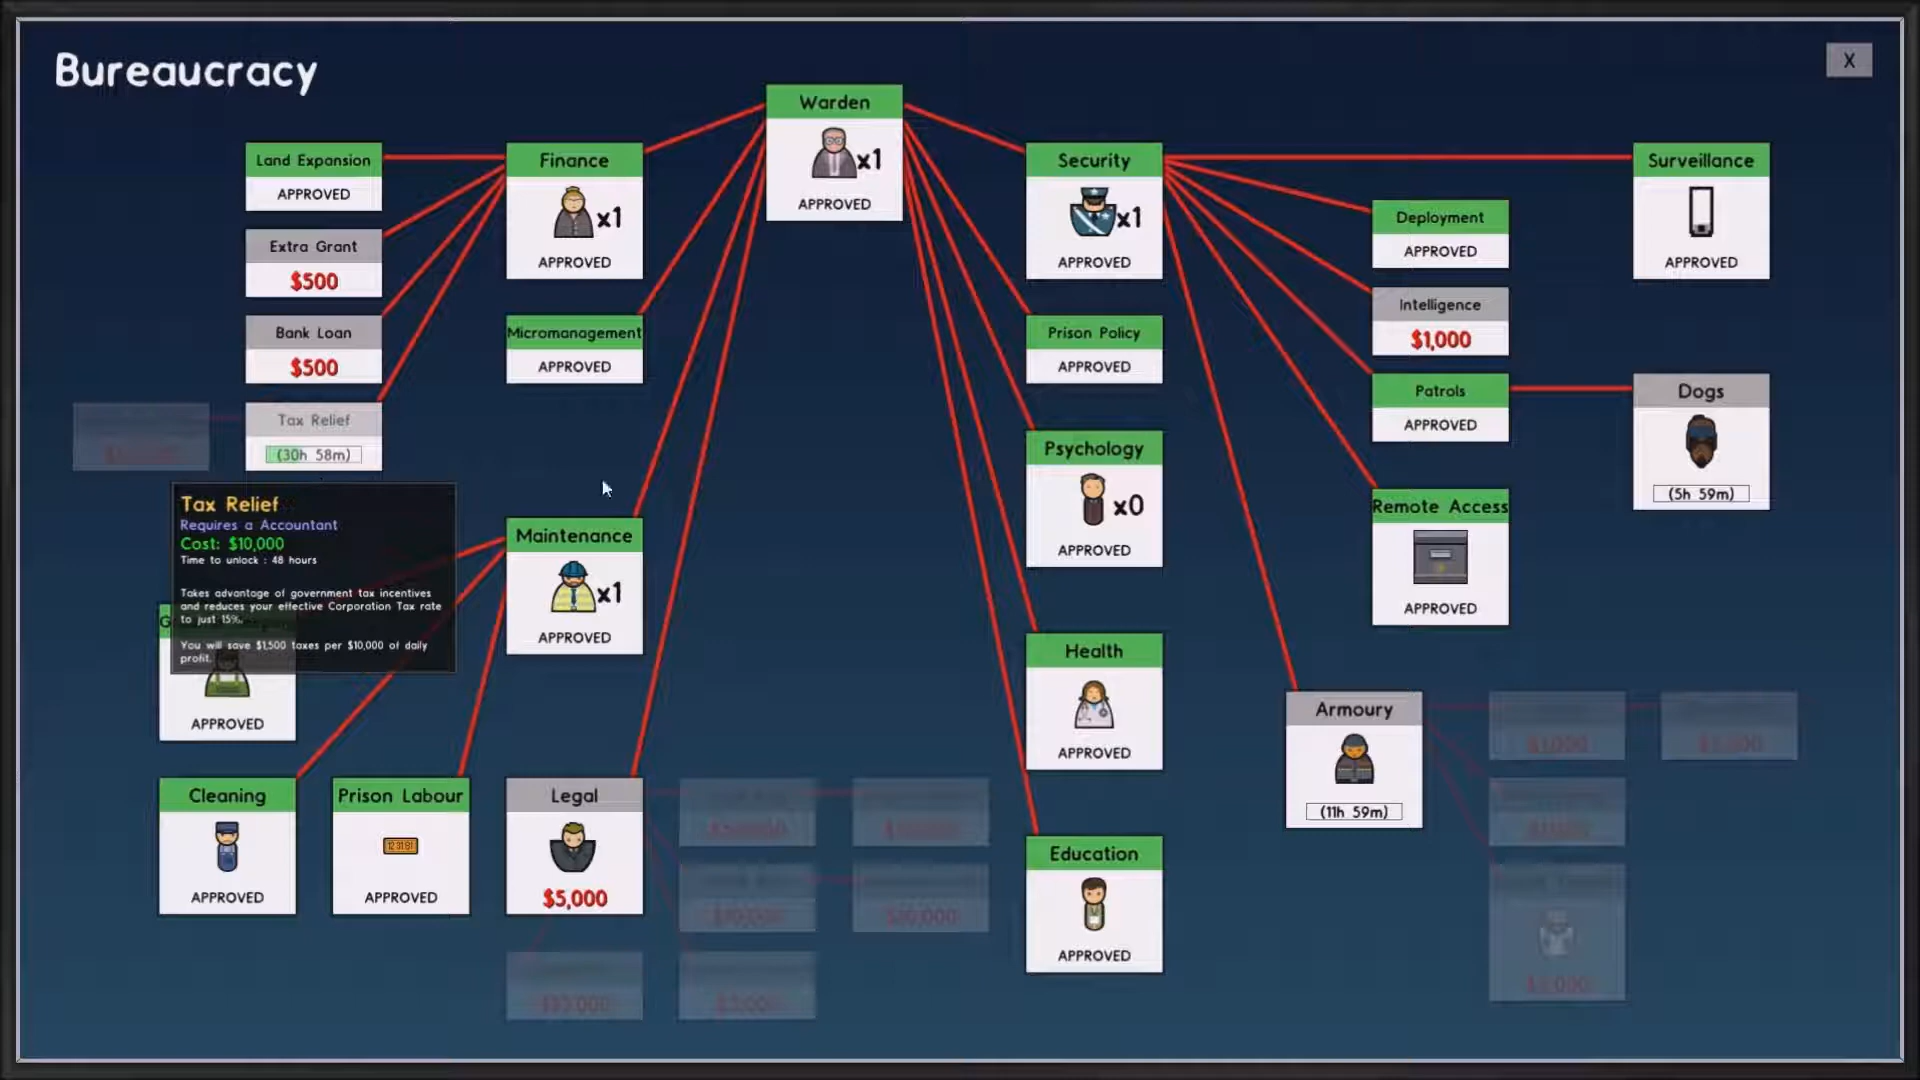 Bureaucracy
X
Warden
x1
APPROVED
Land Expansion
APPROVED
Finance
x1
APPROVED
Security
x1
APPROVED
Surveillance
APPROVED
Extra Grant
$500
Deployment
APPROVED
Bank Loan
$500
Micromanagement
APPROVED
Prison Policy
APPROVED
Intelligence
$1,000
Tax Relief
(30h 58m)
Patrols
APPROVED
Dogs
(5h 59m)
Psychology
x0
APPROVED
Tax Relief
Requires a Accountant
Cost: $10,000
Time to unlock : 48 hours
Takes advantage of government tax incentives
and reduces your effective Corporation Tax rate
to just 15%.
You will save $1,500 taxes per $10,000 of daily
profit.
APPROVED
Maintenance
x1
APPROVED
Remote Access
APPROVED
Health
APPROVED
Armoury
(11h 59m)
Cleaning
APPROVED
Prison Labour
APPROVED
Legal
$5,000
Education
APPROVED